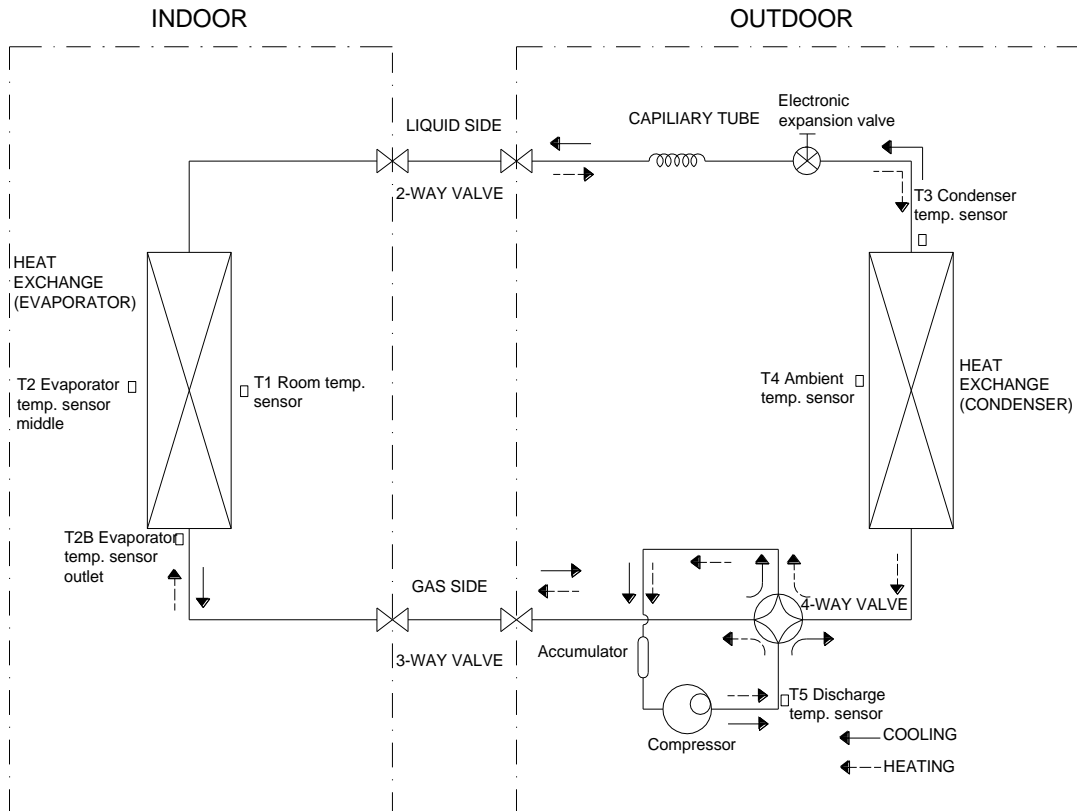 INDOOR
OUTDOOR
LIQUID SIDE
2-WAY VALVE
CAPILIARY TUBE
Electronic
expansion valve
T3 Condenser
temp. sensor
HEAT
EXCHANGE
(EVAPORATOR)
T2 Evaporator
temp. sensor
middle
T1 Room temp.
sensor
T4 Ambient
temp. sensor
HEAT
EXCHANGE
(CONDENSER)
T2B Evaporator
temp. sensor
outlet
GAS SIDE
3-WAY VALVE
4-WAY VALVE
Accumulator
Compressor
T5 Discharge
temp. sensor
COOLING
HEATING